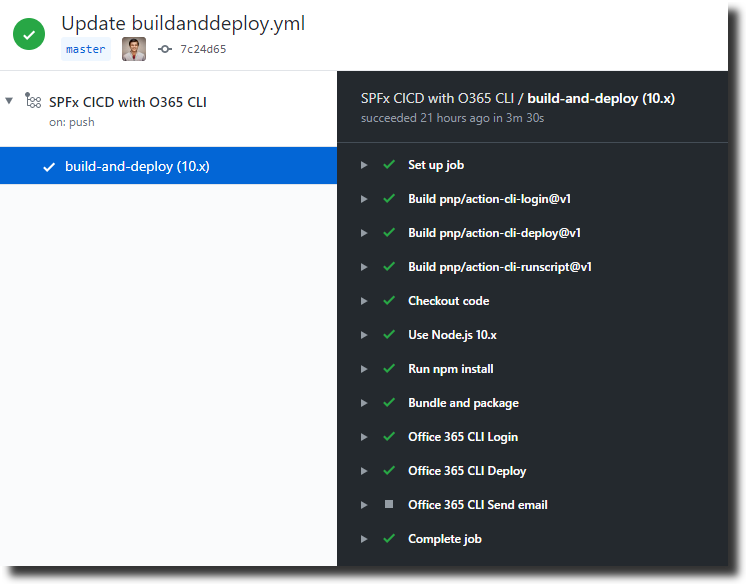 Update buildanddeploy.yml
master 7c24d65
SPFx CICD with O365 CLI
on: push
build-and-deploy (10.x)
SPFx CICD with O365 CLI / build-and-deploy (10.x)
succeeded 21 hours ago in 3m 30s
Set up job
Build pnp/action-cli-login@v1
Build pnp/action-cli-deploy@v1
Build pnp/action-cli-runscript@v1
Checkout code
Use Node.js 10.x
Run npm install
Bundle and package
Office 365 CLI Login
Office 365 CLI Deploy
Office 365 CLI Send email
Complete job